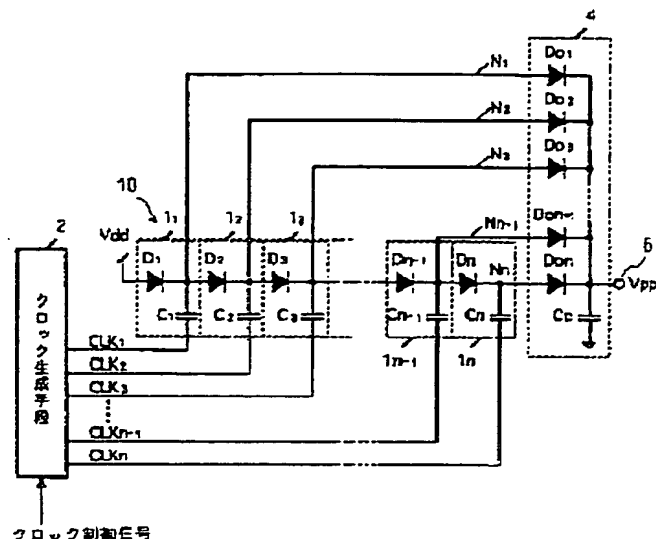 4
N₁
Do1
N₂
Do2
N₃
Do3
10
1₁
1₂
1₃
Nn-1
Don-1
2
Vdd
D₁
D₂
D₃
Dn-1
Dn
Nn
Don
6
Vpp
C₁
C₂
C₃
Cn-1
Cn
Co
1n-1
1n
クロック生成手段
CLK₁
CLK₂
CLK₃
CLKn-1
CLKn
クロック制御信号